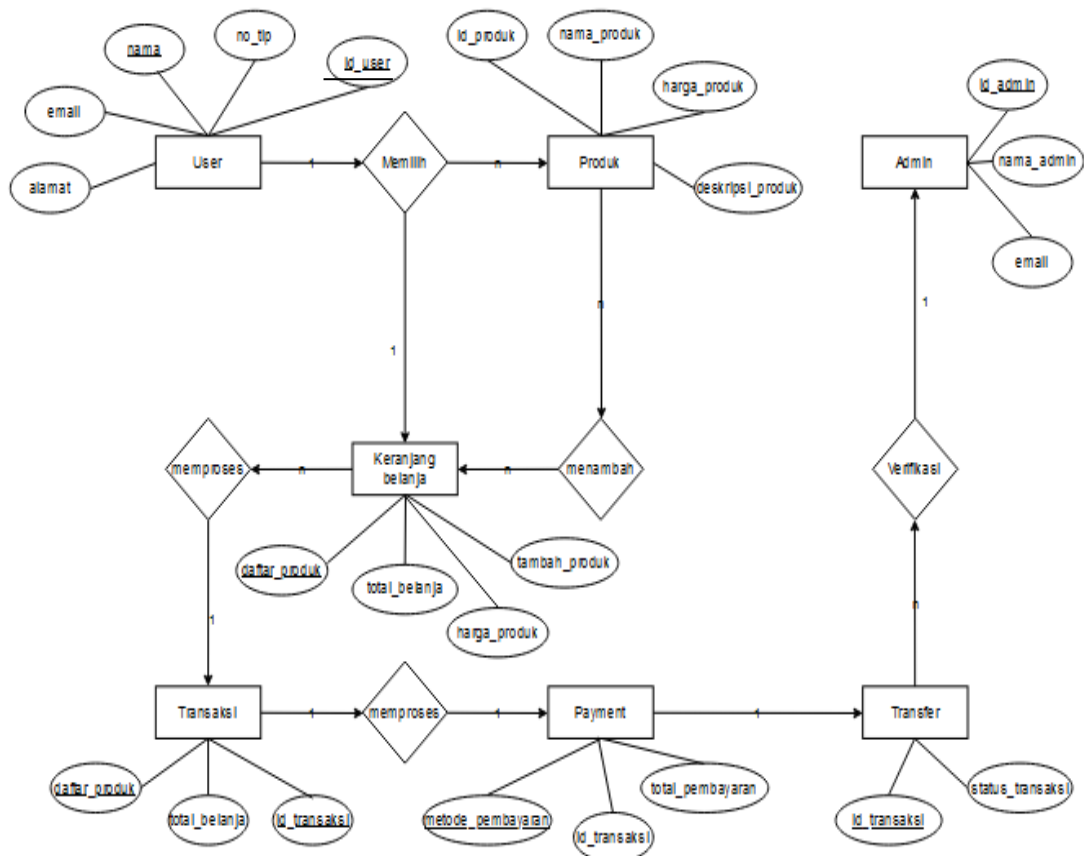 no_tlp
nama
id_user
email
alamat
User
1
Memilih
n
id_produk
nama_produk
harga_produk
Produk
deskripsi_produk
id_admin
Admin
nama_admin
email
1
n
1
memproses
n
Keranjang
belanja
n
menambah
Verifikasi
daftar_produk
total_belanja
harga_produk
tambah_produk
1
n
Transaksi
1
memproses
1
Payment
1
Transfer
daftar_produk
total_belanja
id_transaksi
metode_pembayaran
id_transaksi
total_pembayaran
id_transaksi
status_transaksi